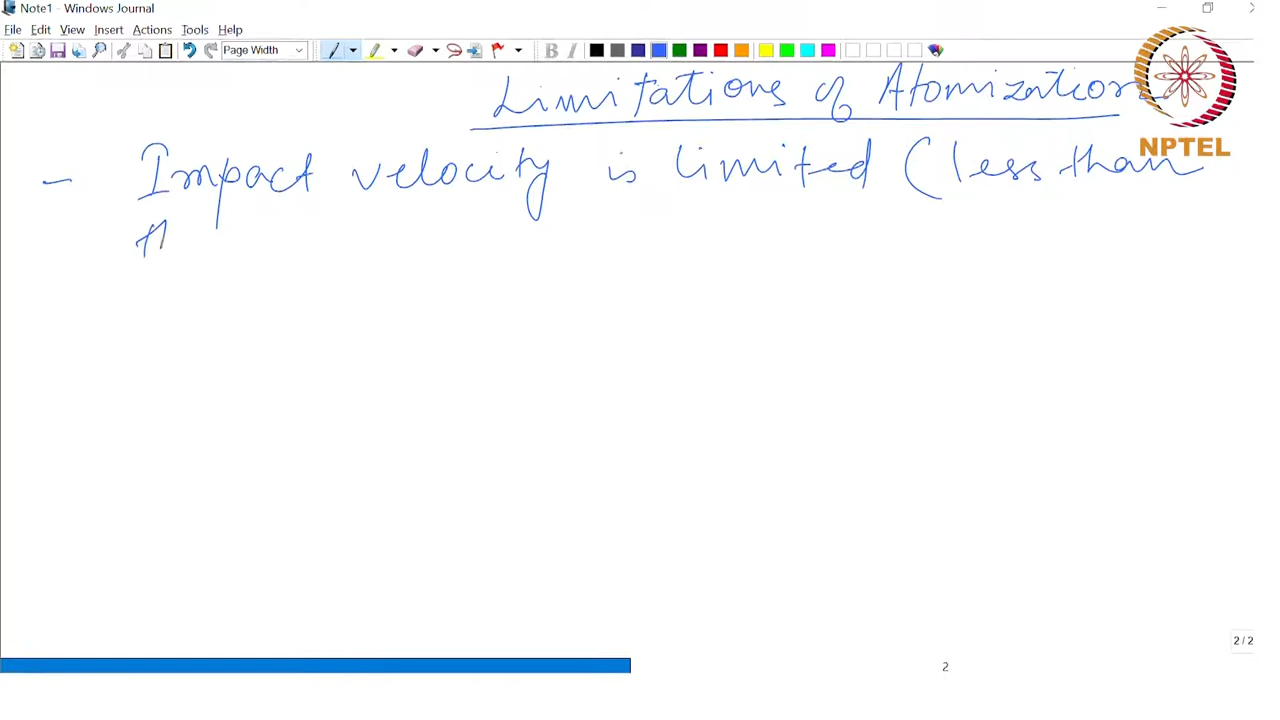 Note1 - Windows Journal
File Edit View Insert Actions Tools Help
Page Width
B I
Limitations of Atomization
NPTEL
- Impact velocity is limited (less than
2/2
2